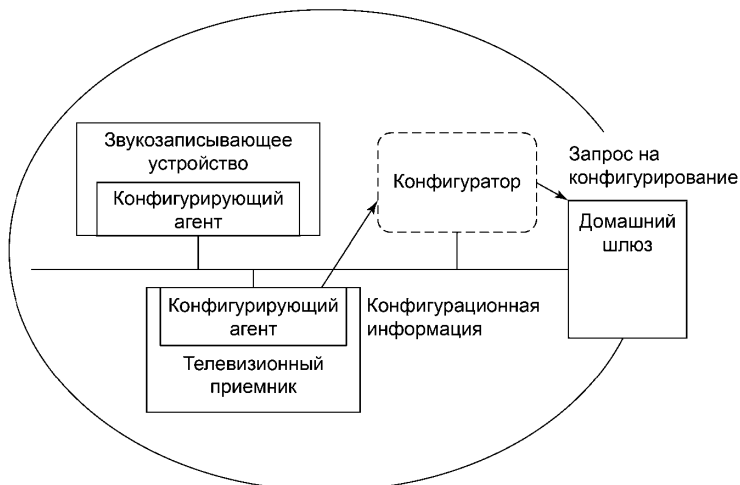 Звукозаписывающее
устройство
Конфигурирующий
агент
Конфигуратор
Запрос на
конфигурирование
Домашний
шлюз
Конфигурирующий
агент
Конфигурационная
информация
Телевизионный
приемник